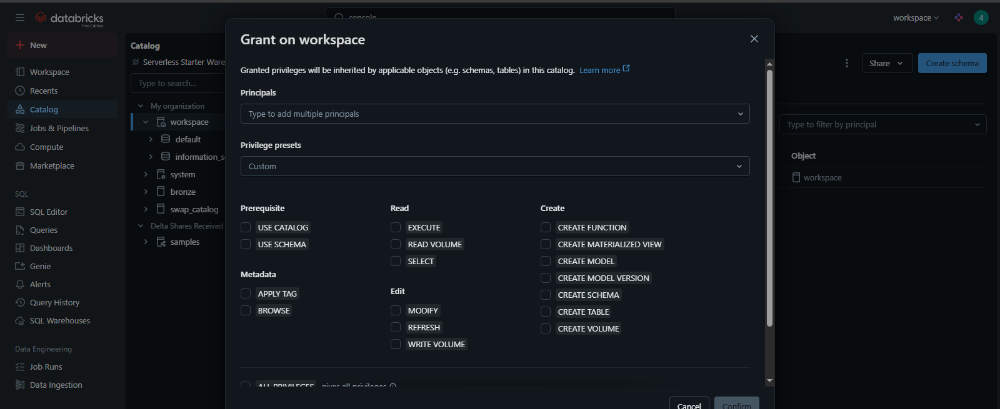 databricks
Free Edition
console
workspace
4
New
Workspace
Recents
Catalog
Jobs & Pipelines
Compute
Marketplace
SQL
SQL Editor
Queries
Dashboards
Genie
Alerts
Query History
SQL Warehouses
Data Engineering
Job Runs
Data Ingestion
Catalog
Serverless Starter Ware
Type to search...
My organization
workspace
default
information_s
system
bronze
swap_catalog
Delta Shares Received
samples
Grant on workspace
Granted privileges will be inherited by applicable objects (e.g. schemas, tables) in this catalog. Learn more
Principals
Type to add multiple principals
Privilege presets
Custom
Prerequisite
USE CATALOG
USE SCHEMA
Metadata
APPLY TAG
BROWSE
Read
EXECUTE
READ VOLUME
SELECT
Edit
MODIFY
REFRESH
WRITE VOLUME
Create
CREATE FUNCTION
CREATE MATERIALIZED VIEW
CREATE MODEL
CREATE MODEL VERSION
CREATE SCHEMA
CREATE TABLE
CREATE VOLUME
ALL PRIVILEGES gives all privileges
Cancel
Confirm
Share
Create schema
Type to filter by principal
Object
workspace